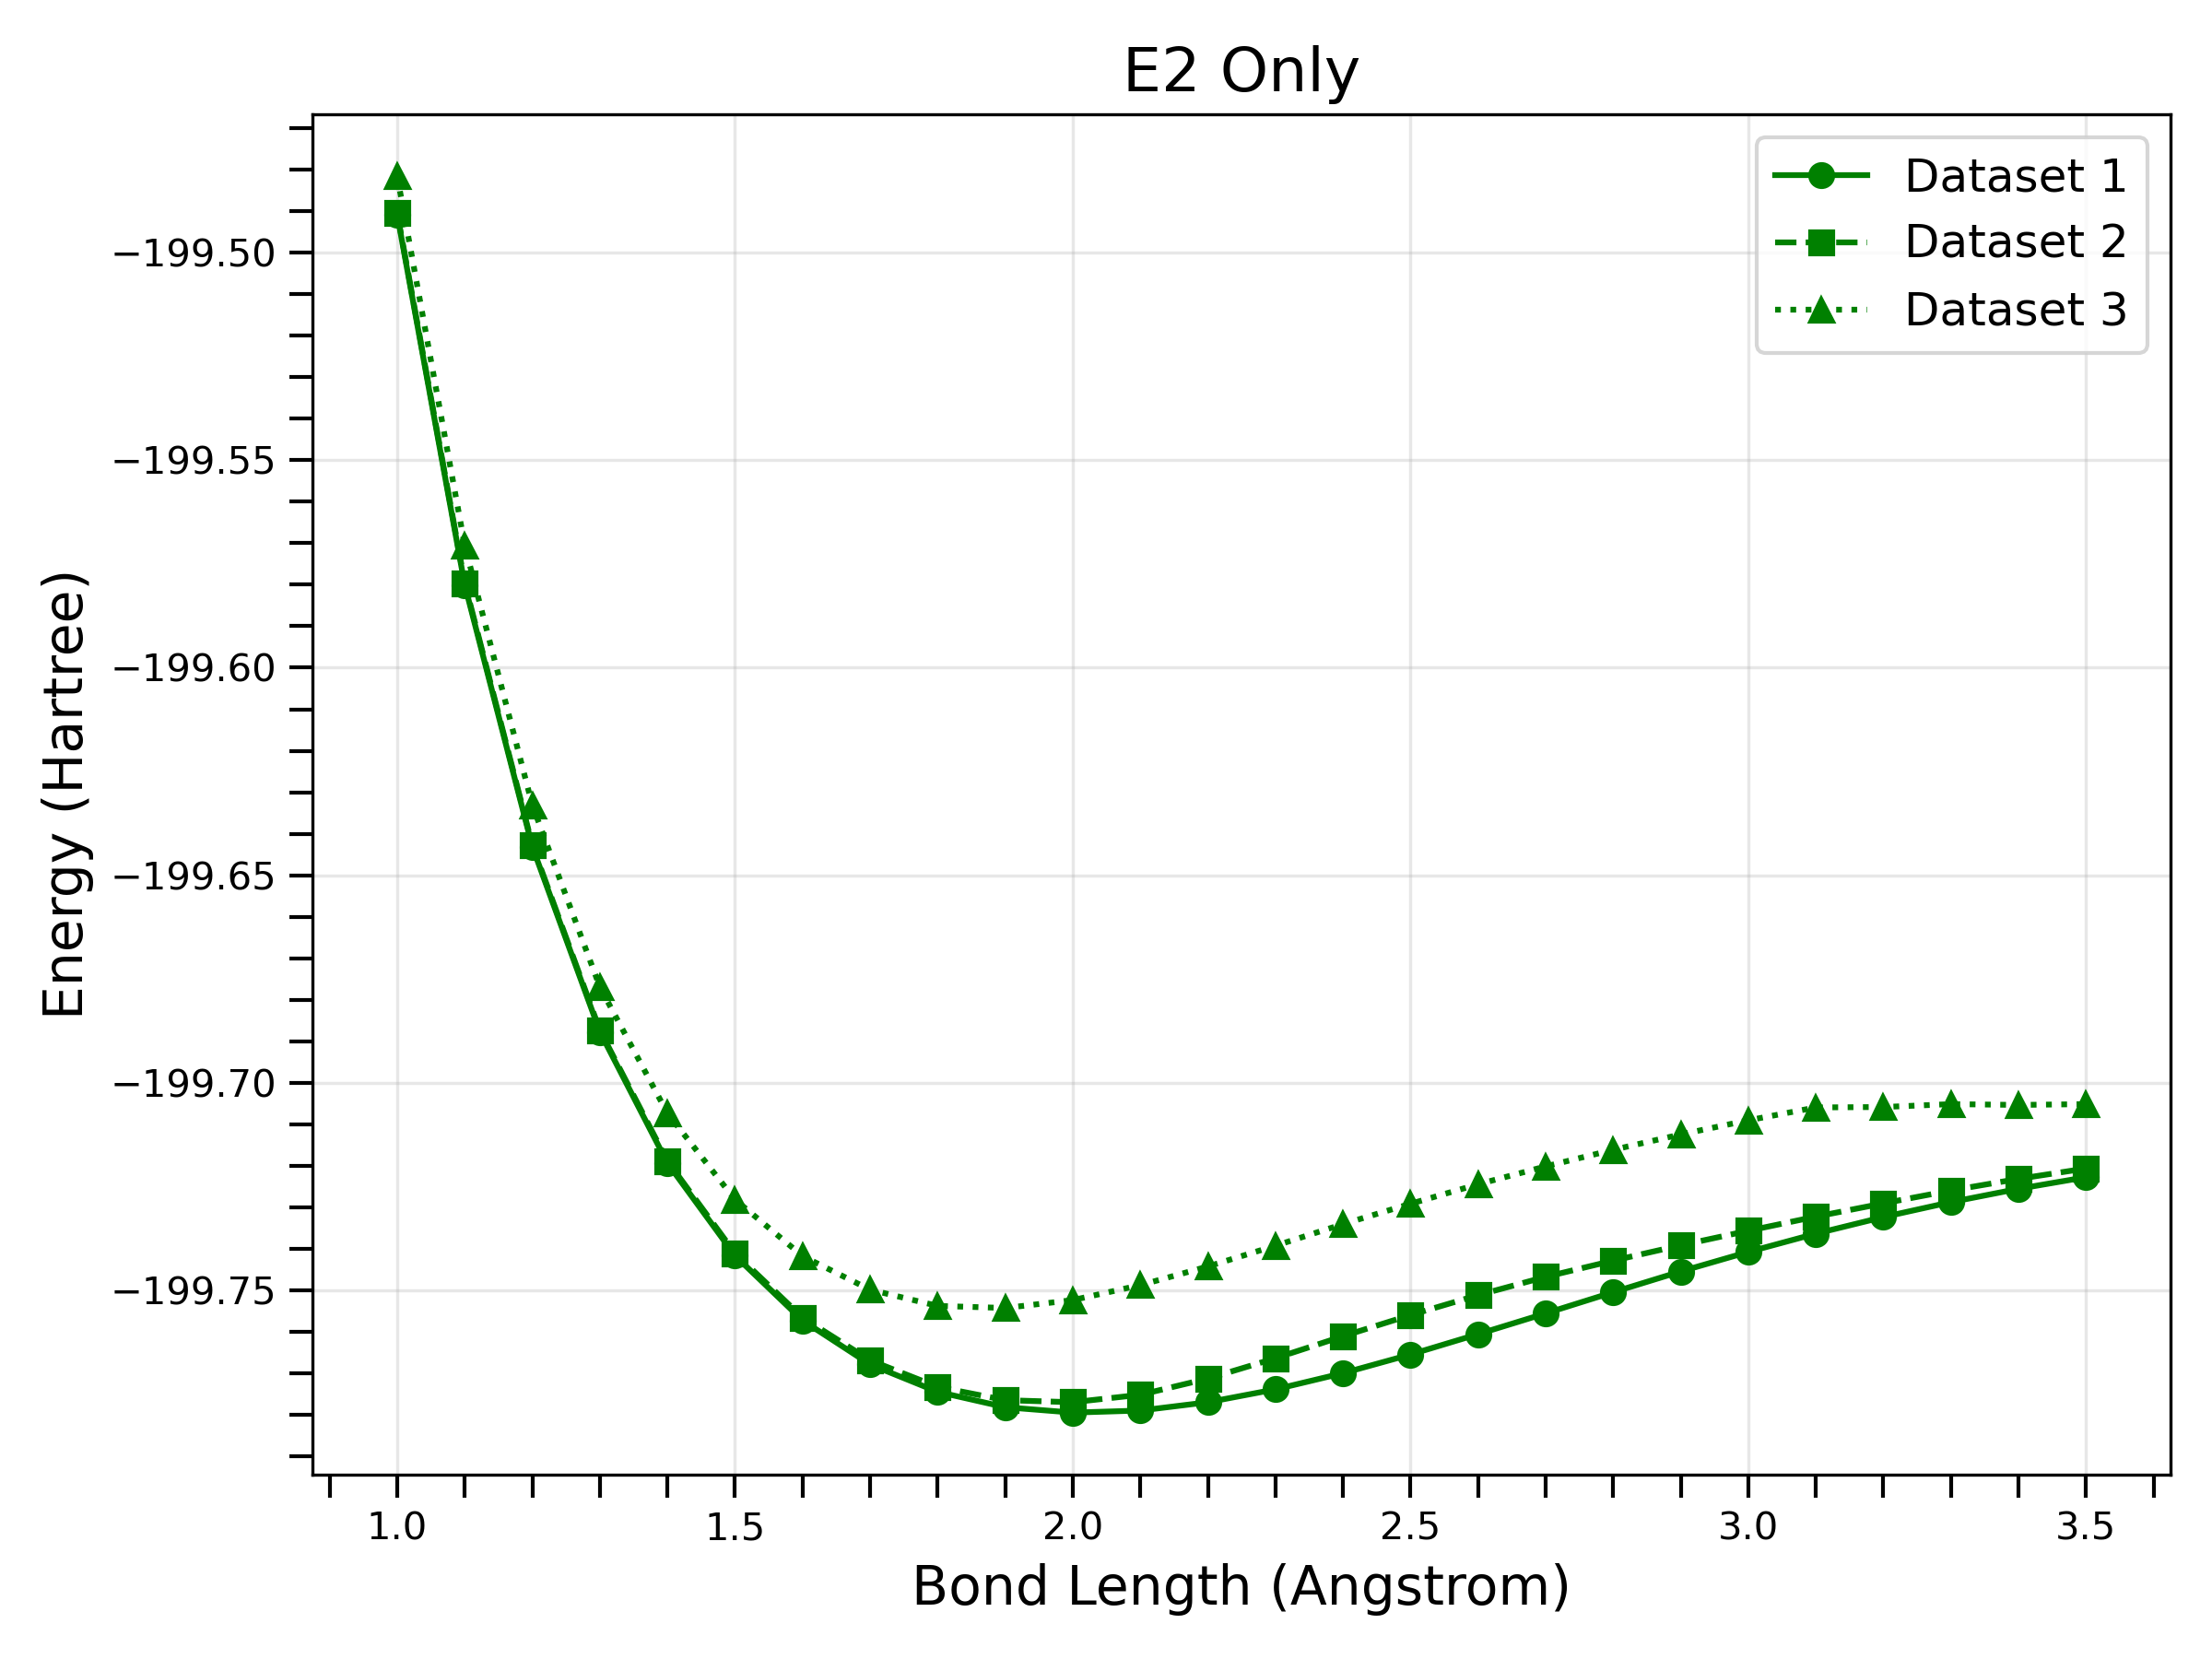 E2 Only
Dataset 1
Dataset 2
Dataset 3
Energy (Hartree)
−199.50
−199.55
−199.60
−199.65
−199.70
−199.75
1.0 1.5 2.0 2.5 3.0 3.5
Bond Length (Angstrom)